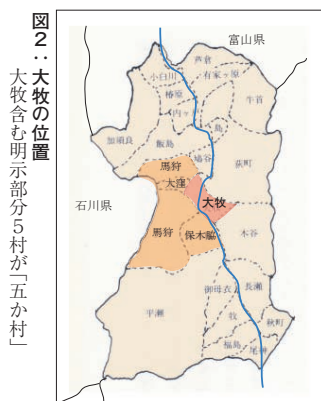 図2：大牧の位置
大牧含む明示部分5村が「五か村」
富山県
芦倉
小白川
有家ヶ原
椿原
牛首
内ヶ
島
加須良
飯島
鳩谷
荻町
馬狩
大窪
大牧
石川県
馬狩
保木脇
木谷
御母衣
長瀬
平瀬
牧
秋町
福島
尾神